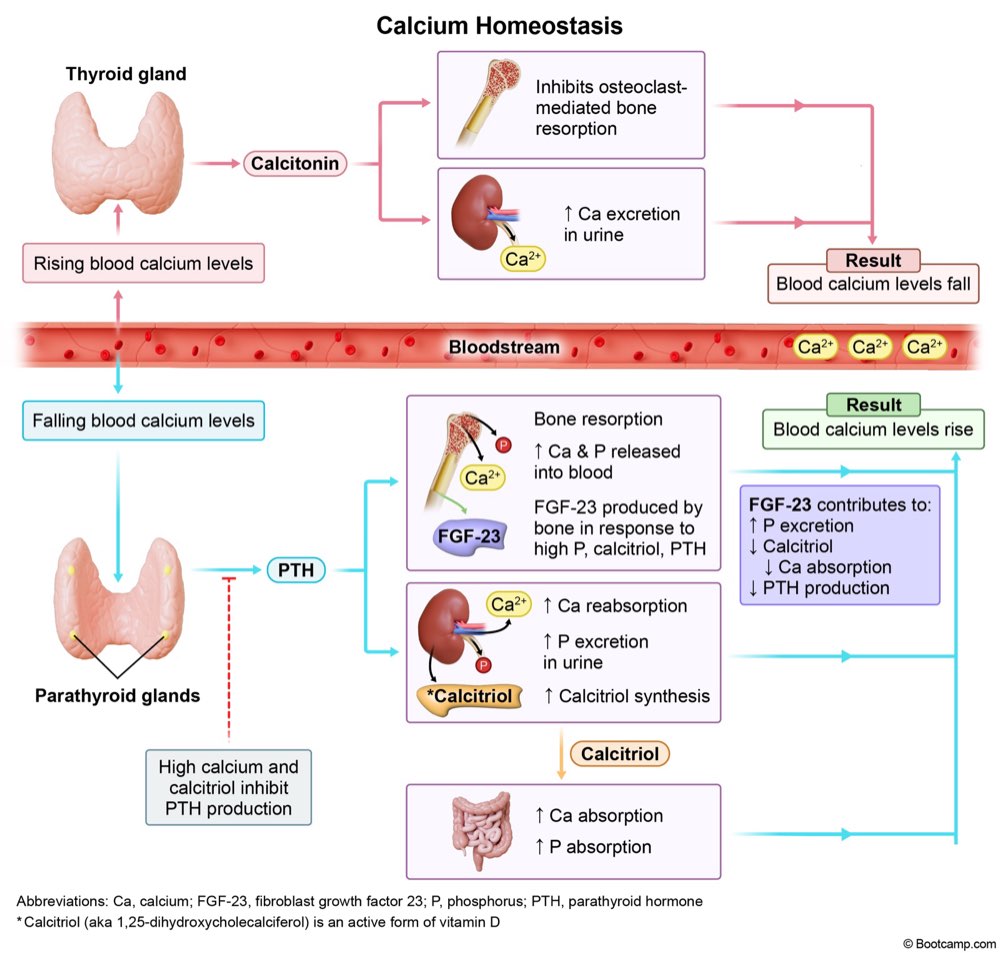 Calcium Homeostasis
Thyroid gland
Calcitonin
Inhibits osteoclast-
mediated bone
resorption
↑ Ca excretion
in urine
Ca2+
Rising blood calcium levels
Result
Blood calcium levels fall
Bloodstream
Ca2+ Ca2+ Ca2+
Falling blood calcium levels
Result
Blood calcium levels rise
Parathyroid glands
PTH
High calcium and
calcitriol inhibit
PTH production
Bone resorption
↑ Ca & P released
into blood
P
Ca2+
FGF-23
FGF-23 produced by
bone in response to
high P, calcitriol, PTH
FGF-23 contributes to:
↑ P excretion
↓ Calcitriol
↓ Ca absorption
↓ PTH production
Ca2+
↑ Ca reabsorption
↑ P excretion
in urine
P
*Calcitriol
↑ Calcitriol synthesis
Calcitriol
↑ Ca absorption
↑ P absorption
Abbreviations: Ca, calcium; FGF-23, fibroblast growth factor 23; P, phosphorus; PTH, parathyroid hormone
* Calcitriol (aka 1,25-dihydroxycholecalciferol) is an active form of vitamin D
© Bootcamp.com